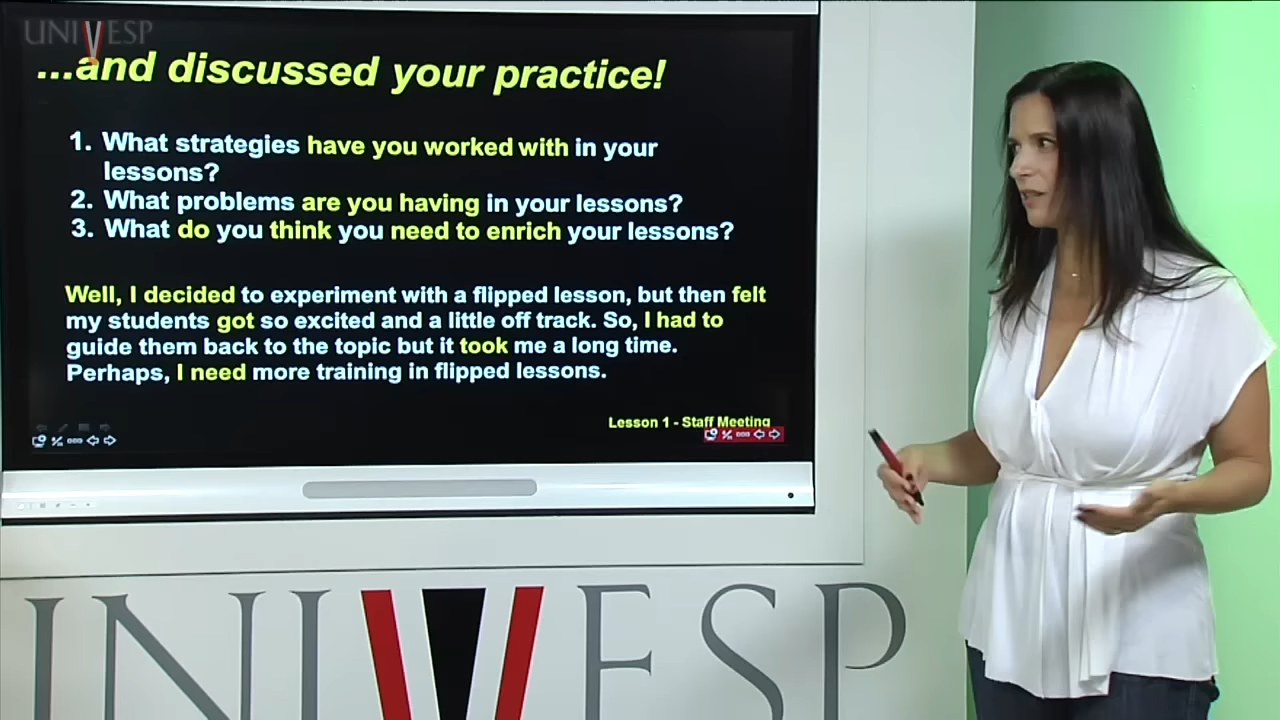 UNIVESP
...and discussed your practice!
1. What strategies have you worked with in your
lessons?
2. What problems are you having in your lessons?
3. What do you think you need to enrich your lessons?
Well, I decided to experiment with a flipped lesson, but then felt
my students got so excited and a little off track. So, I had to
guide them back to the topic but it took me a long time.
Perhaps, I need more training in flipped lessons.
Lesson 1 - Staff Meeting
UNIVESP